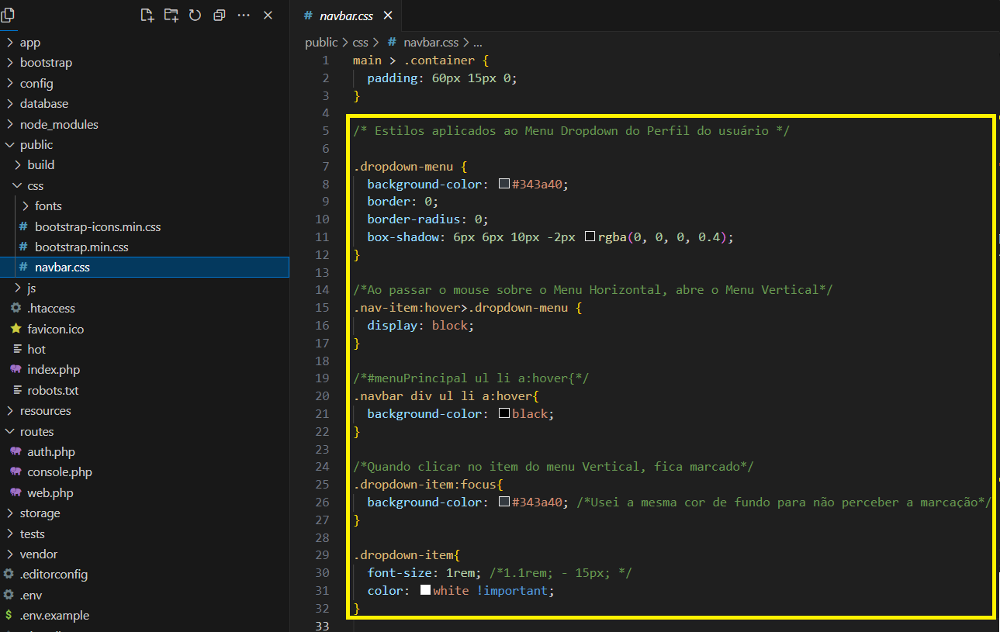 navbar.css
app
bootstrap
config
database
node_modules
public
build
css
fonts
# bootstrap-icons.min.css
# bootstrap.min.css
# navbar.css
js
.htaccess
favicon.ico
hot
index.php
robots.txt
resources
routes
auth.php
console.php
web.php
storage
tests
vendor
.editorconfig
.env
$ .env.example
public > css > # navbar.css > ...
1 main > .container {
2 padding: 60px 15px 0;
3 }
4
5 /* Estilos aplicados ao Menu Dropdown do Perfil do usuário */
6
7 .dropdown-menu {
8 background-color: #343a40;
9 border: 0;
10 border-radius: 0;
11 box-shadow: 6px 6px 10px -2px rgba(0, 0, 0, 0.4);
12 }
13
14 /*Ao passar o mouse sobre o Menu Horizontal, abre o Menu Vertical*/
15 .nav-item:hover>.dropdown-menu {
16 display: block;
17 }
18
19 /*#menuPrincipal ul li a:hover{*/
20 .navbar div ul li a:hover{
21 background-color: black;
22 }
23
24 /*Quando clicar no item do menu Vertical, fica marcado*/
25 .dropdown-item:focus{
26 background-color: #343a40; /*Usei a mesma cor de fundo para não perceber a marcação*/
27 }
28
29 .dropdown-item{
30 font-size: 1rem; /*1.1rem; - 15px; */
31 color: white !important;
32 }
33